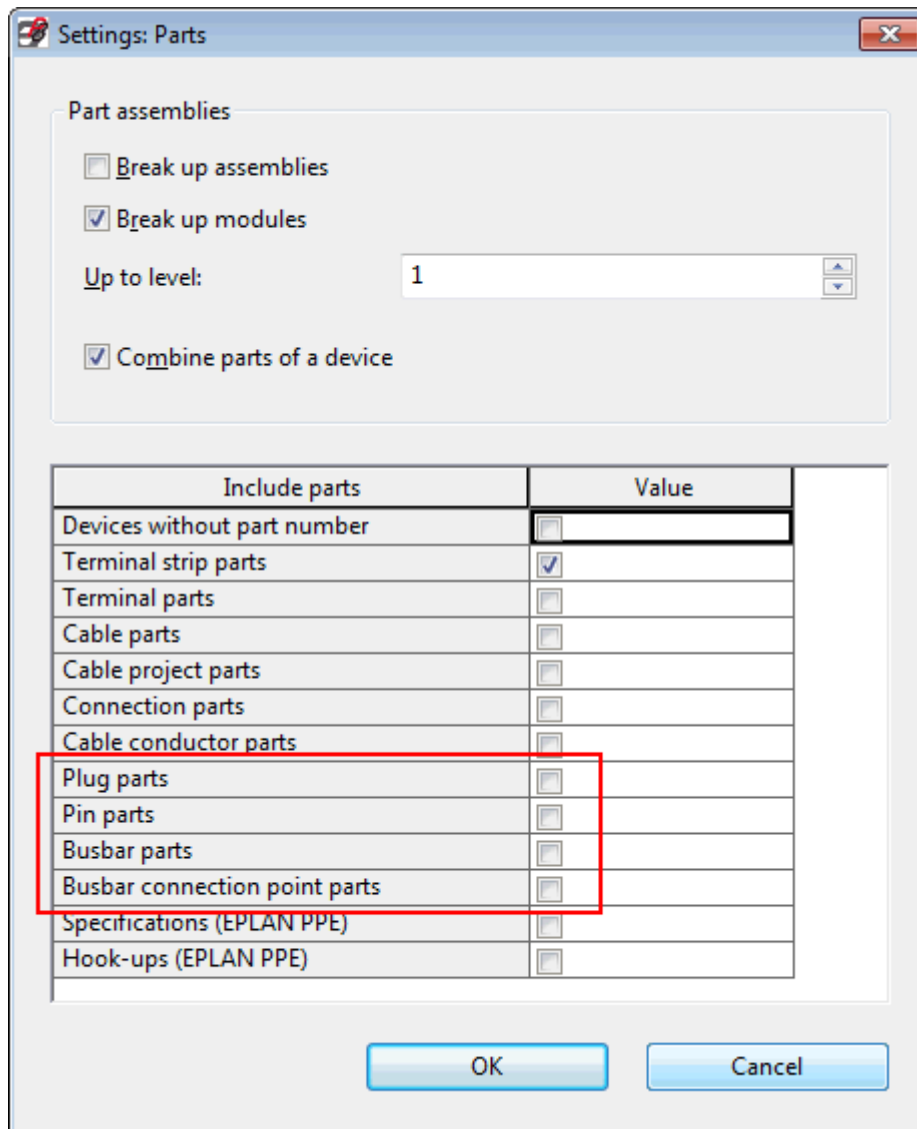 Settings: Parts
Part assemblies
Break up assemblies
Break up modules
Up to level: 1
Combine parts of a device
Include parts Value
Devices without part number
Terminal strip parts
Terminal parts
Cable parts
Cable project parts
Connection parts
Cable conductor parts
Plug parts
Pin parts
Busbar parts
Busbar connection point parts
Specifications (EPLAN PPE)
Hook-ups (EPLAN PPE)
OK Cancel